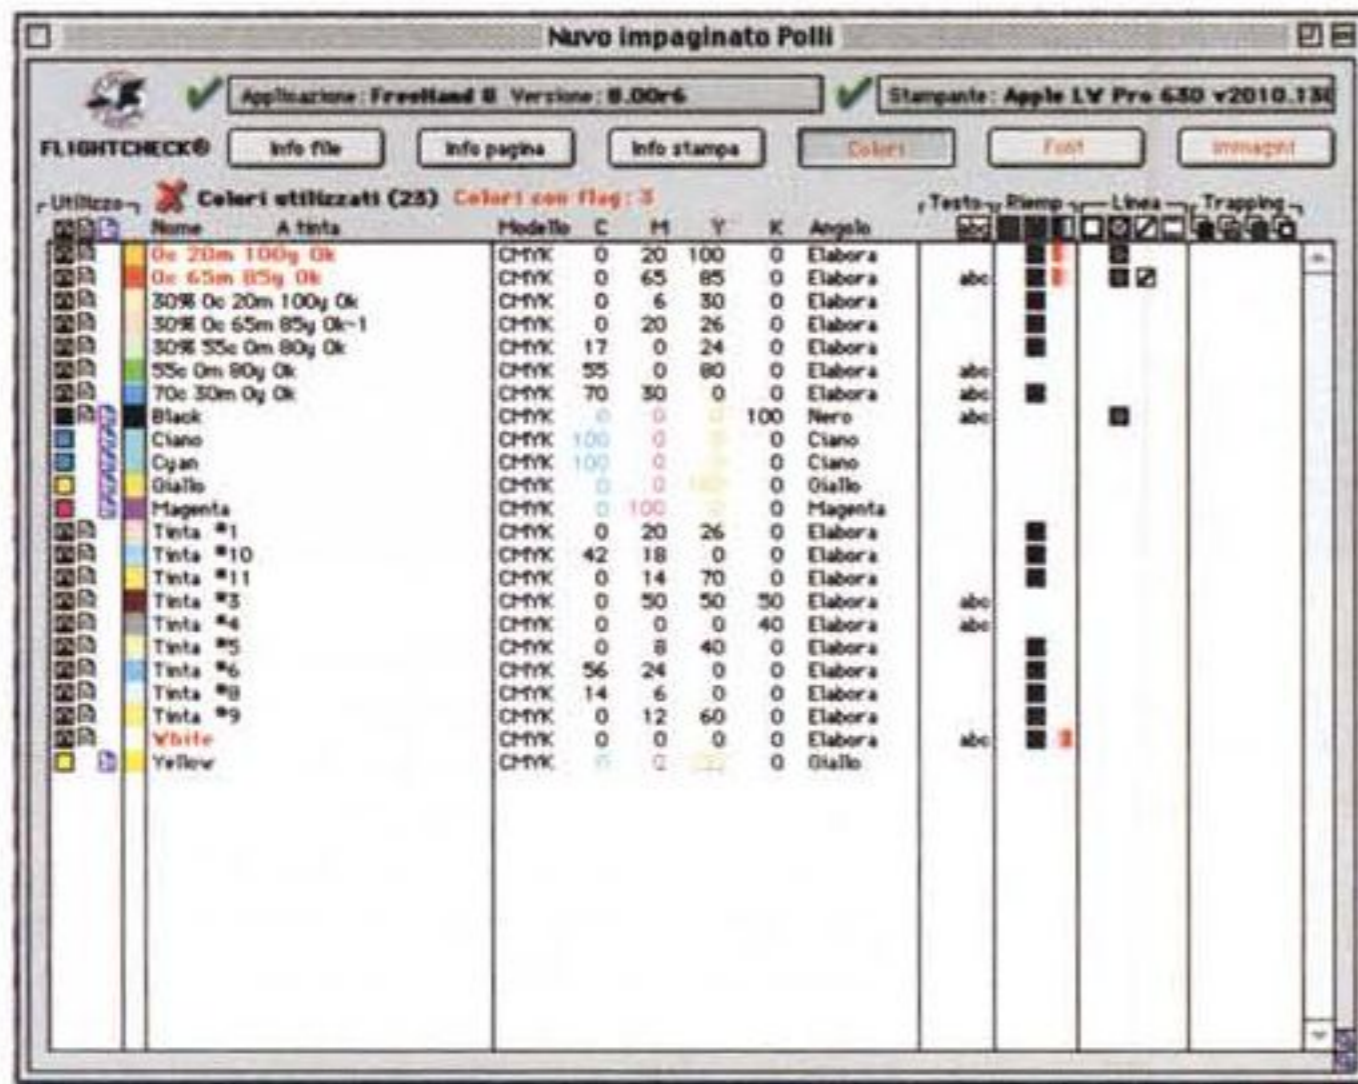 Nuvo impaginato Polli
Applicazione: FreeHand 8 Versione: 8.00r6 Stampante: Apple LW Pro 630
FLIGHTCHECK® Info file Info pagina Info stampa Colori Font Immagini
Utilizzo Colori utilizzati (23) Colori con flag: 3 Testo Riemp Linea Trapping
Nome A tinta Modello C M Y K Angolo abc
0c 20m 100y 0k CMYK 0 20 100 0 Elabora
0c 65m 85y 0k CMYK 0 65 85 0 Elabora abc
30% 0c 20m 100y 0k CMYK 0 6 30 0 Elabora
30% 0c 65m 85y 0k~1 CMYK 0 20 26 0 Elabora
30% 55c 0m 80y 0k CMYK 17 0 24 0 Elabora
55c 0m 80y 0k CMYK 55 0 80 0 Elabora abc
70c 30m 0y 0k CMYK 70 30 0 0 Elabora abc
Black CMYK 0 0 100 Nero abc
Ciano CMYK 100 0 0 Ciano
Cyan CMYK 100 0 0 Ciano
Giallo CMYK 0 0 0 Giallo
Magenta CMYK 0 100 0 Magenta
Tinta #1 CMYK 0 20 26 0 Elabora
Tinta #10 CMYK 42 18 0 0 Elabora
Tinta #11 CMYK 0 14 70 0 Elabora
Tinta #3 CMYK 0 50 50 50 Elabora abc
Tinta #4 CMYK 0 0 0 40 Elabora abc
Tinta #5 CMYK 0 8 40 0 Elabora
Tinta #6 CMYK 56 24 0 0 Elabora
Tinta #8 CMYK 14 6 0 0 Elabora
Tinta #9 CMYK 0 12 60 0 Elabora
White CMYK 0 0 0 0 Elabora abc
Yellow CMYK 0 0 0 Giallo